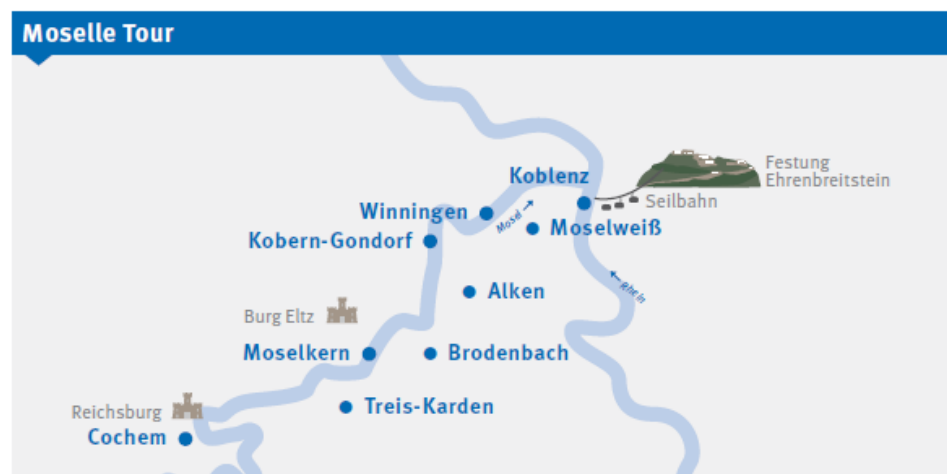 Moselle Tour
Festung
Ehrenbreitstein
Koblenz
Seilbahn
Winningen
Mosel
Moselweiß
Kobern-Gondorf
Rhein
Alken
Burg Eltz
Moselkern
Brodenbach
Treis-Karden
Reichsburg
Cochem